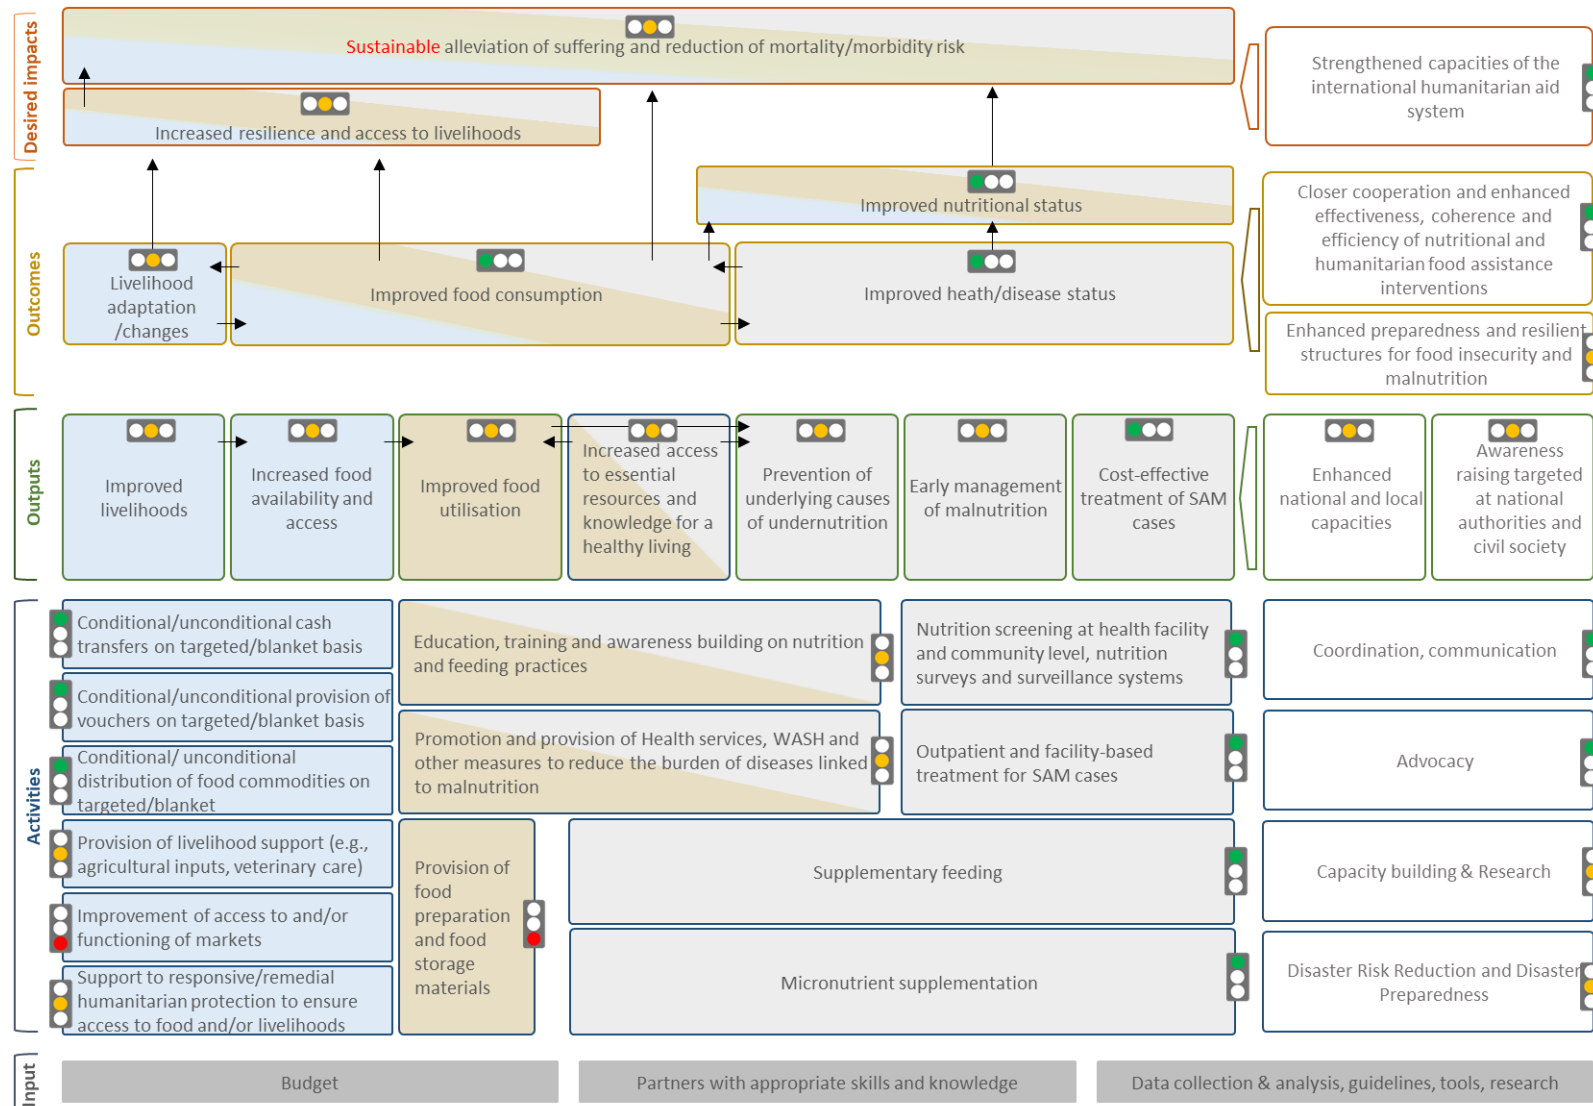 Desired impacts
Sustainable alleviation of suffering and reduction of mortality/morbidity risk
Increased resilience and access to livelihoods
Strengthened capacities of the
international humanitarian aid
system
Outcomes
Improved nutritional status
Livelihood
adaptation
/changes
Improved food consumption
Improved heath/disease status
Closer cooperation and enhanced
effectiveness, coherence and
efficiency of nutritional and
humanitarian food assistance
interventions
Enhanced preparedness and resilient
structures for food insecurity and
malnutrition
Outputs
Improved
livelihoods
Increased food
availability and
access
Improved food
utilisation
Increased access
to essential
resources and
knowledge for a
healthy living
Prevention of
underlying causes
of undernutrition
Early management
of malnutrition
Cost-effective
treatment of SAM
cases
Enhanced
national and local
capacities
Awareness
raising targeted
at national
authorities and
civil society
Activities
Conditional/unconditional cash
transfers on targeted/blanket basis
Conditional/unconditional provision of
vouchers on targeted/blanket basis
Conditional/ unconditional
distribution of food commodities on
targeted/blanket
Provision of livelihood support (e.g.,
agricultural inputs, veterinary care)
Improvement of access to and/or
functioning of markets
Support to responsive/remedial
humanitarian protection to ensure
access to food and/or livelihoods
Education, training and awareness building on nutrition
and feeding practices
Promotion and provision of Health services, WASH and
other measures to reduce the burden of diseases linked
to malnutrition
Provision of
food
preparation
and food
storage
materials
Nutrition screening at health facility
and community level, nutrition
surveys and surveillance systems
Outpatient and facility-based
treatment for SAM cases
Supplementary feeding
Micronutrient supplementation
Coordination, communication
Advocacy
Capacity building & Research
Disaster Risk Reduction and Disaster
Preparedness
Input
Budget
Partners with appropriate skills and knowledge
Data collection & analysis, guidelines, tools, research